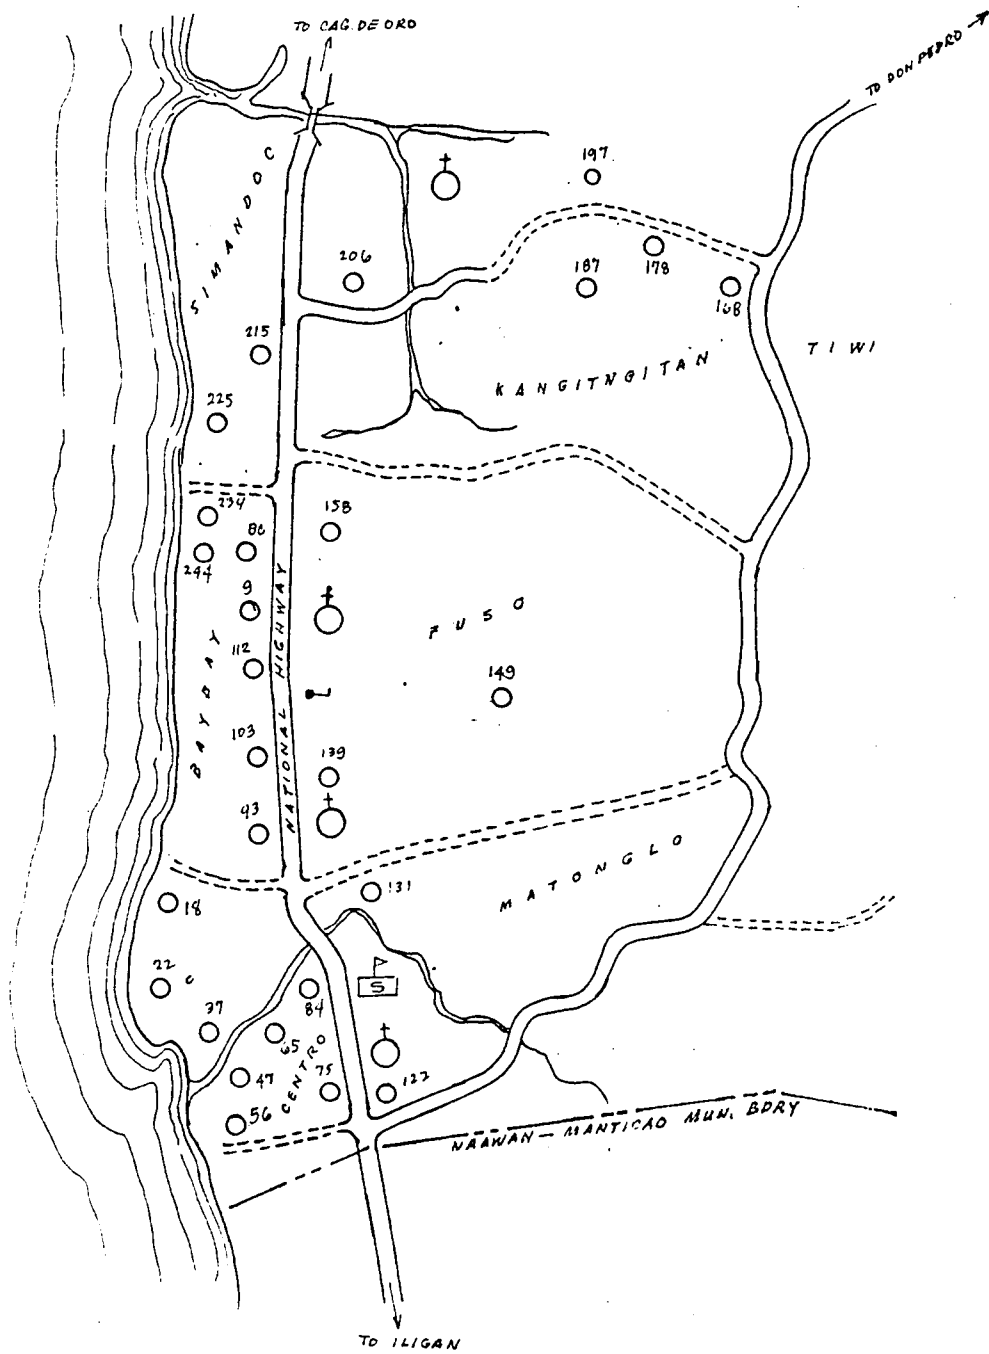 TO CAG. DE ORO
TO DON PEDRO
SIMANDOC
197
206
187
178
168
215
TIWI
KANGITNGITAN
225
234
158
86
244
9
NATIONAL HIGHWAY
FUSO
112
BAYBAY
149
103
139
93
MATONGLO
131
18
22
S
37
84
65
CENTRO
47
75
122
56
NAAWAN - MANTICAO MUN. BDRY
TO ILIGAN